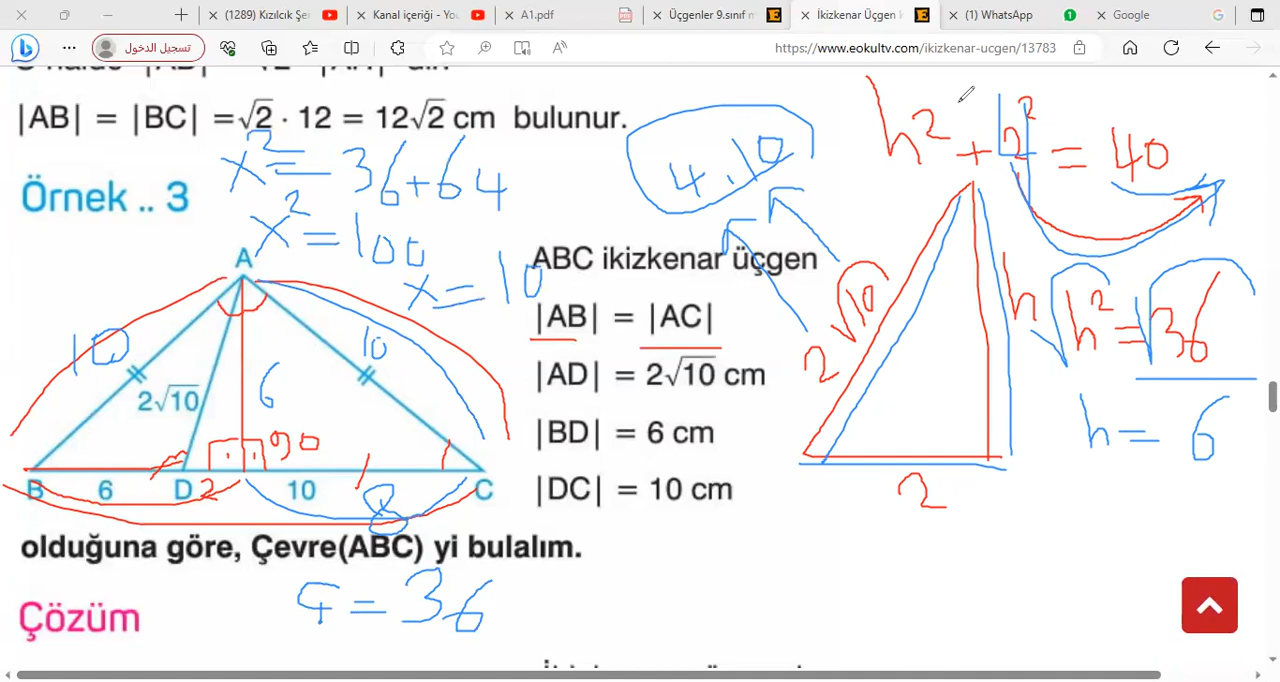 (1289) Kızılcık Şer
Kanal içeriği - You
A1.pdf
Üçgenler 9.sınıf m
İkizkenar Üçgen k
(1) WhatsApp
Google
تسجيل الدخول
https://www.eokultv.com/ikizkenar-ucgen/13783
|AB| = |BC| = √2 · 12 = 12√2 cm bulunur.
x² = 36+64
x² = 100
x = 10
4.10
h² + 2² = 40
√h² = √36
h = 6
Örnek .. 3
A
10
10
2√10
6
90
B 6 D 2 10 8 C
ABC ikizkenar üçgen
|AB| = |AC|
|AD| = 2√10 cm
|BD| = 6 cm
|DC| = 10 cm
2√10
h
2
olduğuna göre, Çevre(ABC) yi bulalım.
Ç = 36
Çözüm